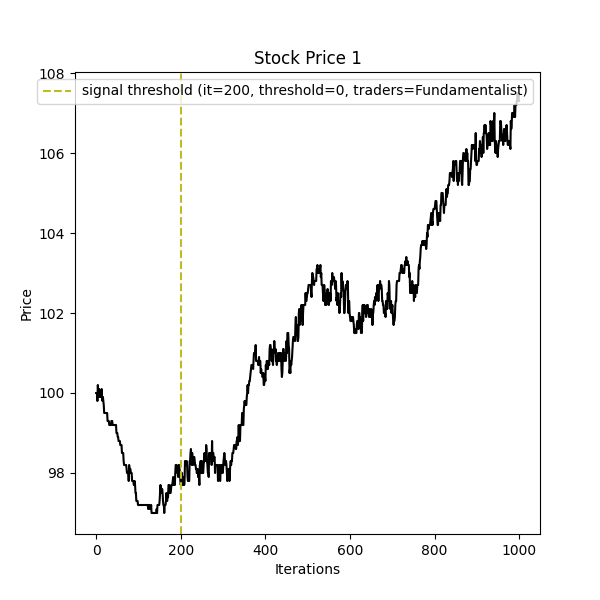 Stock Price 1
108
signal threshold (it=200, threshold=0, traders=Fundamentalist)
106
104
102
100
98
Price
0 200 400 600 800 1000
Iterations